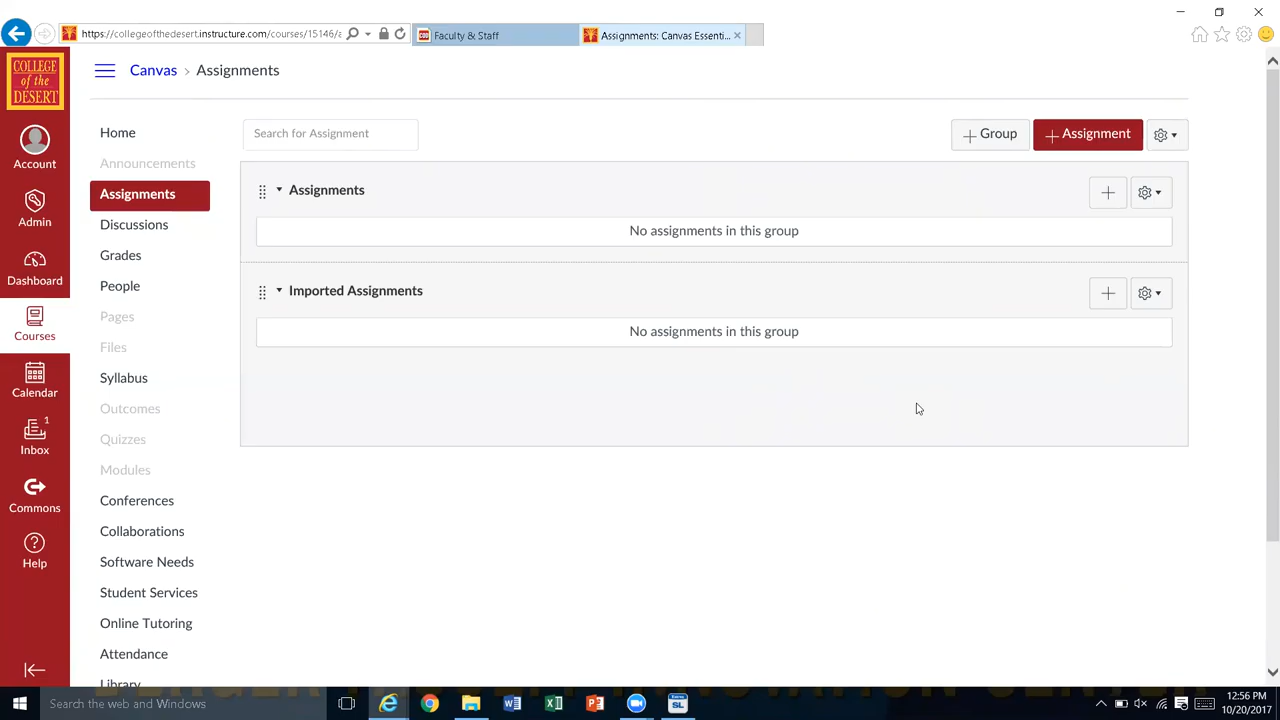 https://collegeofthedesert.instructure.com/courses/15146/a
Faculty & Staff
Assignments: Canvas Essenti...
COLLEGE
of the
DESERT
Canvas > Assignments
Account
Admin
Dashboard
Courses
Calendar
1
Inbox
Commons
Help
Home
Announcements
Assignments
Discussions
Grades
People
Pages
Files
Syllabus
Outcomes
Quizzes
Modules
Conferences
Collaborations
Software Needs
Student Services
Online Tutoring
Attendance
Library
Search for Assignment
Group
Assignment
Assignments
No assignments in this group
Imported Assignments
No assignments in this group
Search the web and Windows
12:56 PM
10/20/2017